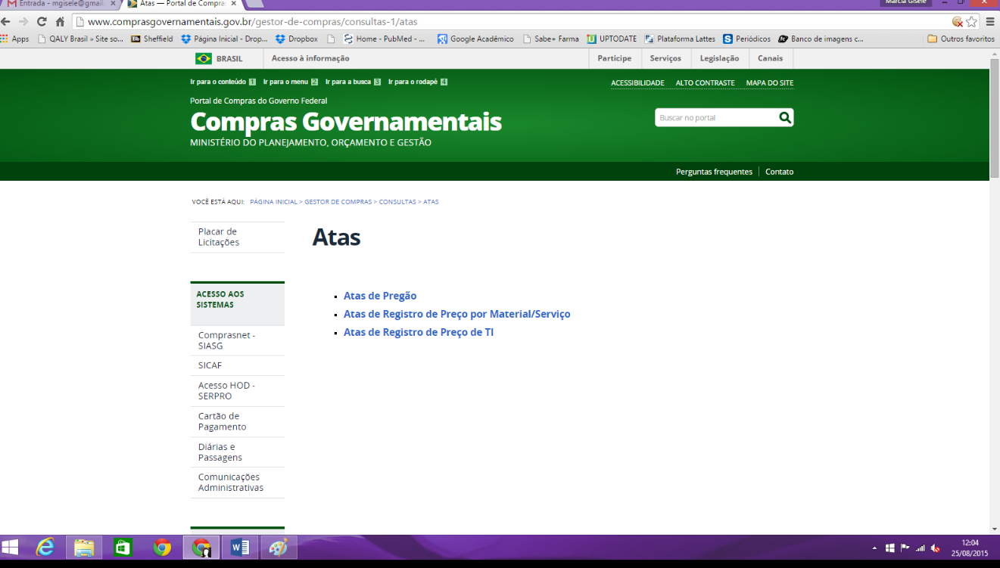 Entrada - mgisele@gmail. × Atas — Portal de Compras ×
Marcia Gisele
www.comprasgovernamentais.gov.br/gestor-de-compras/consultas-1/atas
Apps QALY Brasil » Site so... Sheffield Página Inicial - Drop... Dropbox Home - PubMed - ... Google Acadêmico Sabe+ Farma UPTODATE Plataforma Lattes Periódicos Banco de imagens c... Outros favoritos
BRASIL Acesso à informação Participe Serviços Legislação Canais
Ir para o conteúdo 1 Ir para o menu 2 Ir para a busca 3 Ir para o rodapé 4
ACESSIBILIDADE ALTO CONTRASTE MAPA DO SITE
Portal de Compras do Governo Federal
Compras Governamentais
Buscar no portal
MINISTÉRIO DO PLANEJAMENTO, ORÇAMENTO E GESTÃO
Perguntas frequentes Contato
VOCÊ ESTÁ AQUI: PÁGINA INICIAL > GESTOR DE COMPRAS > CONSULTAS > ATAS
Placar de
Licitações
Atas
ACESSO AOS
SISTEMAS
Atas de Pregão
Atas de Registro de Preço por Material/Serviço
Atas de Registro de Preço de TI
Comprasnet -
SIASG
SICAF
Acesso HOD -
SERPRO
Cartão de
Pagamento
Diárias e
Passagens
Comunicações
Administrativas
12:04
25/08/2015